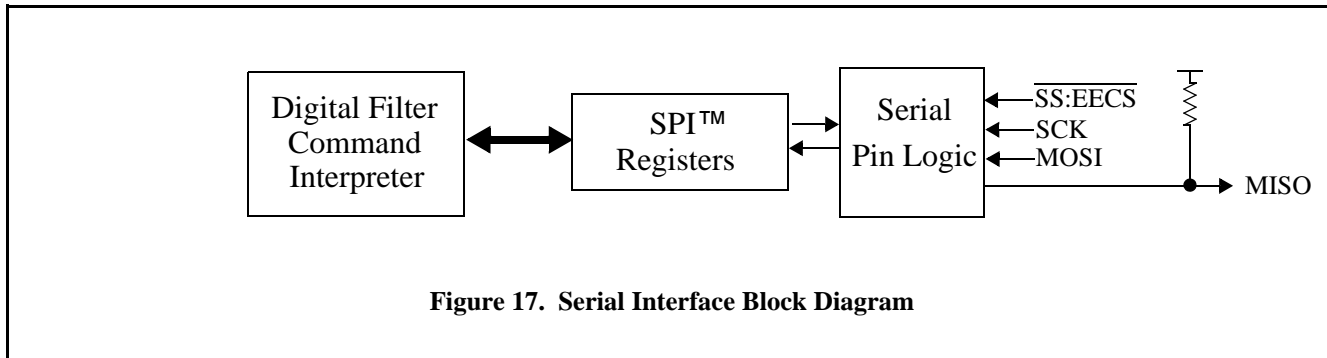 Digital Filter
Command
Interpreter
SPI™
Registers
Serial
Pin Logic
SS:EECS
SCK
MOSI
MISO
Figure 17. Serial Interface Block Diagram